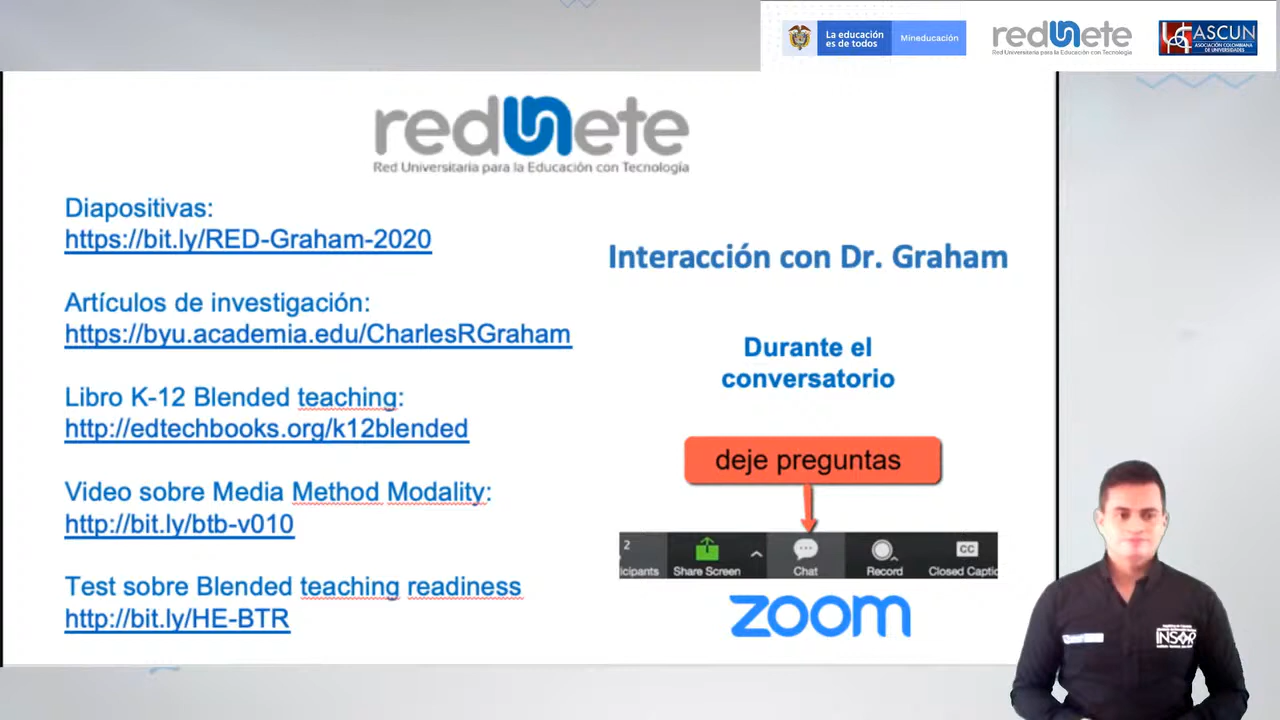 La educación
es de todos
Mineducación
redUnete
Red Universitaria para la Educación con Tecnología
ASCUN
ASOCIACIÓN COLOMBIANA
DE UNIVERSIDADES
redUnete
Red Universitaria para la Educación con Tecnología
Diapositivas:
https://bit.ly/RED-Graham-2020
Artículos de investigación:
https://byu.academia.edu/CharlesRGraham
Libro K-12 Blended teaching:
http://edtechbooks.org/k12blended
Video sobre Media Method Modality:
http://bit.ly/btb-v010
Test sobre Blended teaching readiness
http://bit.ly/HE-BTR
Interacción con Dr. Graham
Durante el
conversatorio
deje preguntas
2
icipants
Share Screen
Chat
Record
CC
Closed Captio
zoom
INSOR